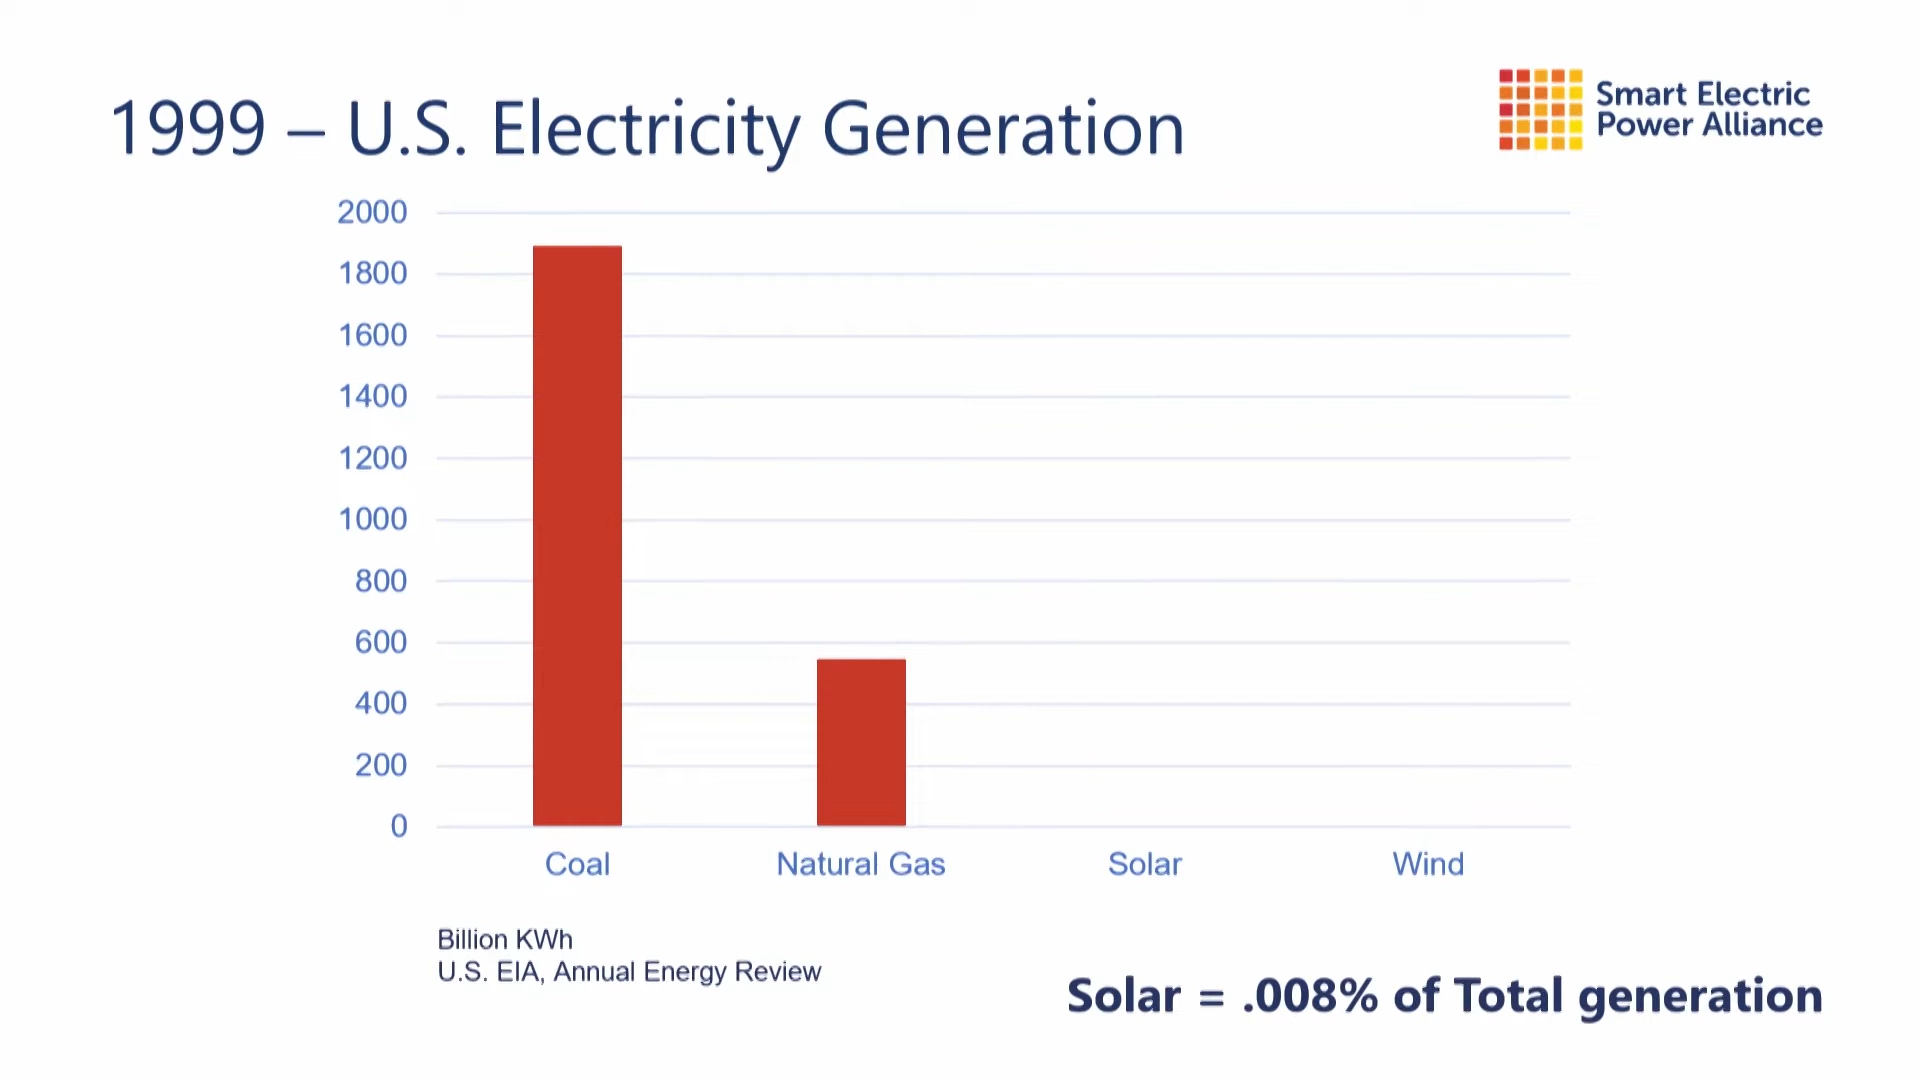 1999 – U.S. Electricity Generation
Smart Electric
Power Alliance
2000
1800
1600
1400
1200
1000
800
600
400
200
0
Coal
Natural Gas
Solar
Wind
Billion KWh
U.S. EIA, Annual Energy Review
Solar = .008% of Total generation